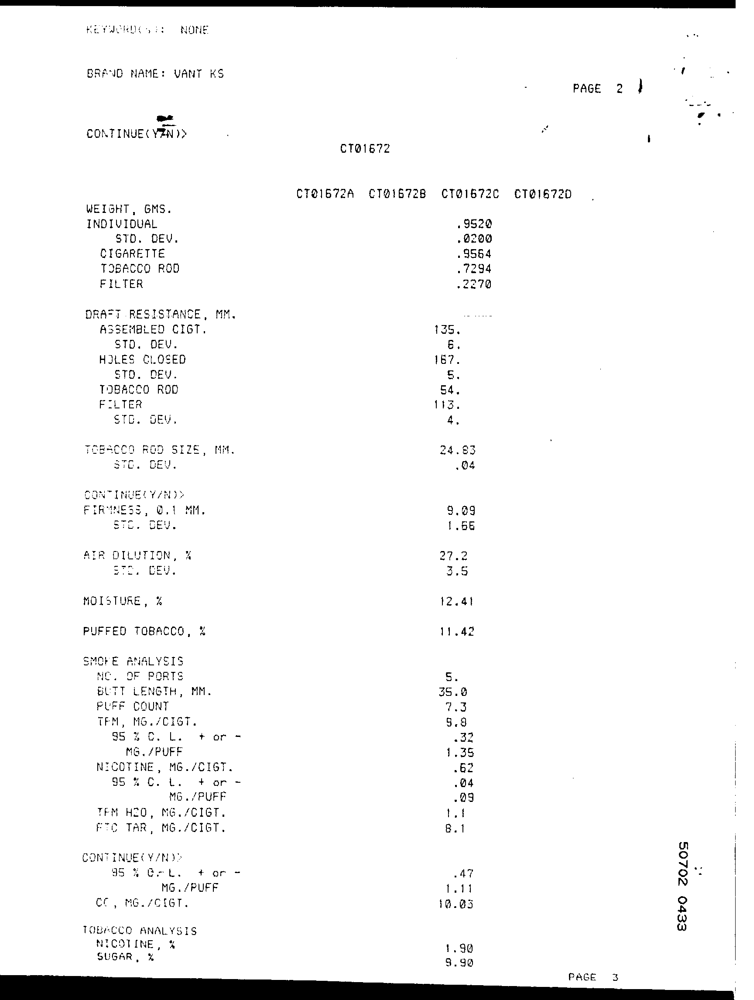 KEYWORD(S): NONE
BRAND NAME: VANT KS
PAGE 2
CONTINUE(Y/N)>
CT01672
CT01672A CT01672B CT01672C CT01672D
WEIGHT, GMS.
INDIVIDUAL .9520
STD. DEV. .0200
CIGARETTE .9564
TOBACCO ROD .7294
FILTER .2270
DRAFT RESISTANCE, MM.
ASSEMBLED CIGT. 135.
STD. DEV. 6.
HOLES CLOSED 167.
STD. DEV. 5.
TOBACCO ROD 54.
FILTER 113.
STD. DEV. 4.
TOBACCO ROD SIZE, MM. 24.83
STD. DEV. .04
CONTINUE(Y/N)>
FIRMNESS, 0.1 MM. 9.09
STD. DEV. 1.66
AIR DILUTION, % 27.2
STD. DEV. 3.5
MOISTURE, % 12.41
PUFFED TOBACCO, % 11.42
SMOKE ANALYSIS
NO. OF PORTS 5.
BUTT LENGTH, MM. 35.0
PUFF COUNT 7.3
TPM, MG./CIGT. 9.8
95 % C. L. + or - .32
MG./PUFF 1.35
NICOTINE, MG./CIGT. .62
95 % C. L. + or - .04
MG./PUFF .09
TPM H2O, MG./CIGT. 1.1
FTC TAR, MG./CIGT. 8.1
CONTINUE(Y/N)>
95 % C. L. + or - .47
MG./PUFF 1.11
CO, MG./CIGT. 10.03
TOBACCO ANALYSIS
NICOTINE, % 1.90
SUGAR, % 9.90
PAGE 3
50702 0433